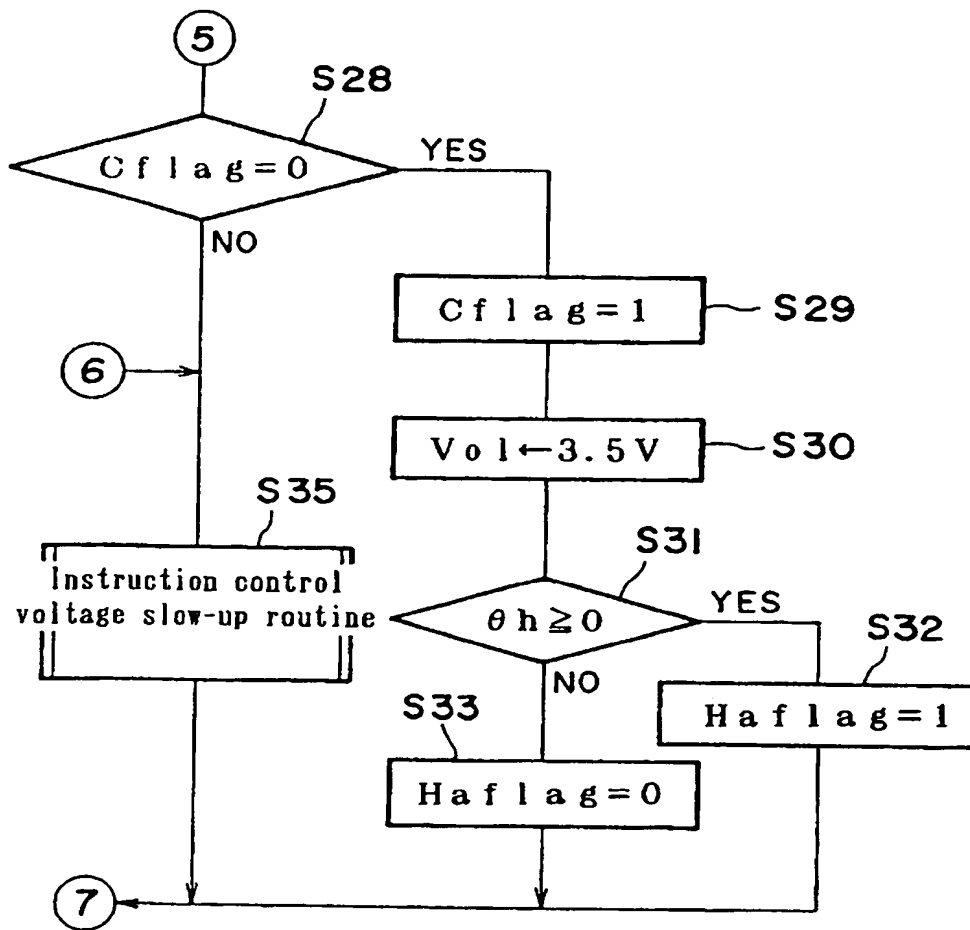 5
S28
Cflag=0
YES
NO
Cflag=1
S29
6
Vol←3.5V
S30
S35
Instruction control
voltage slow-up routine
S31
θh≧0
YES
NO
S32
Haflag=1
S33
Haflag=0
7